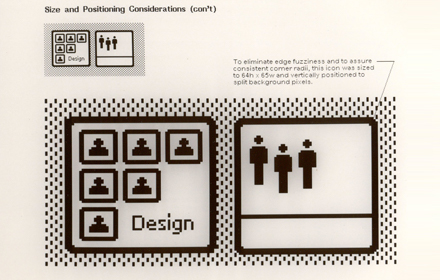 Size and Positioning Considerations (con't)
Design
To eliminate edge fuzziness and to assure
consistent corner radii, this icon was sized
to 64h x 65w and vertically positioned to
split background pixels.
Design